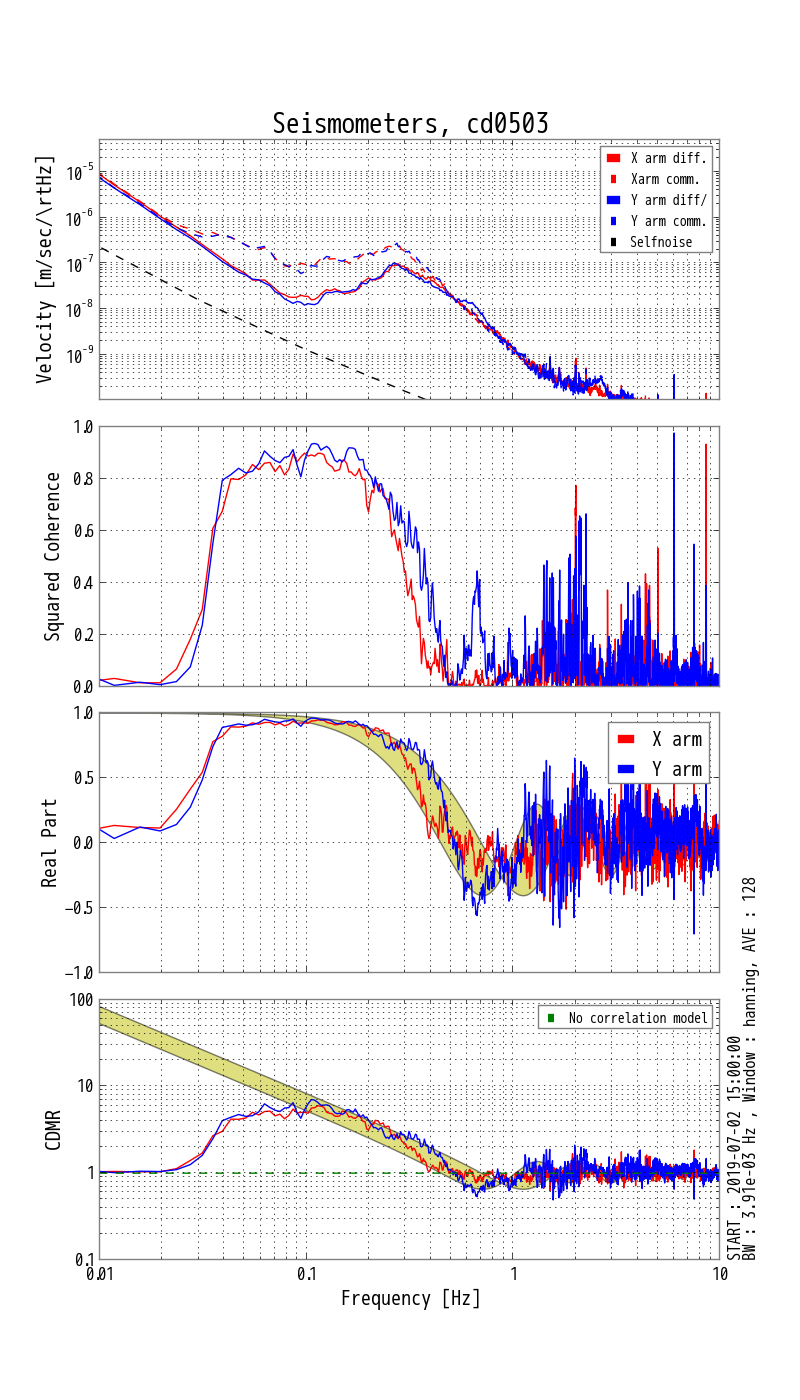 Seismometers, cd0503
Velocity [m/sec/\rtHz]
10^-5
10^-6
10^-7
10^-8
10^-9
X arm diff.
Xarm comm.
Y arm diff/
Y arm comm.
Selfnoise
Squared Coherence
1.0
0.8
0.6
0.4
0.2
0.0
Real Part
1.0
0.5
0.0
−0.5
−1.0
X arm
Y arm
CDMR
100
10
1
0.1
No correlation model
0.01
0.1
1
10
Frequency [Hz]
START : 2019-07-02 15:00:00
BW : 3.91e-03 Hz , Window : hanning, AVE : 128